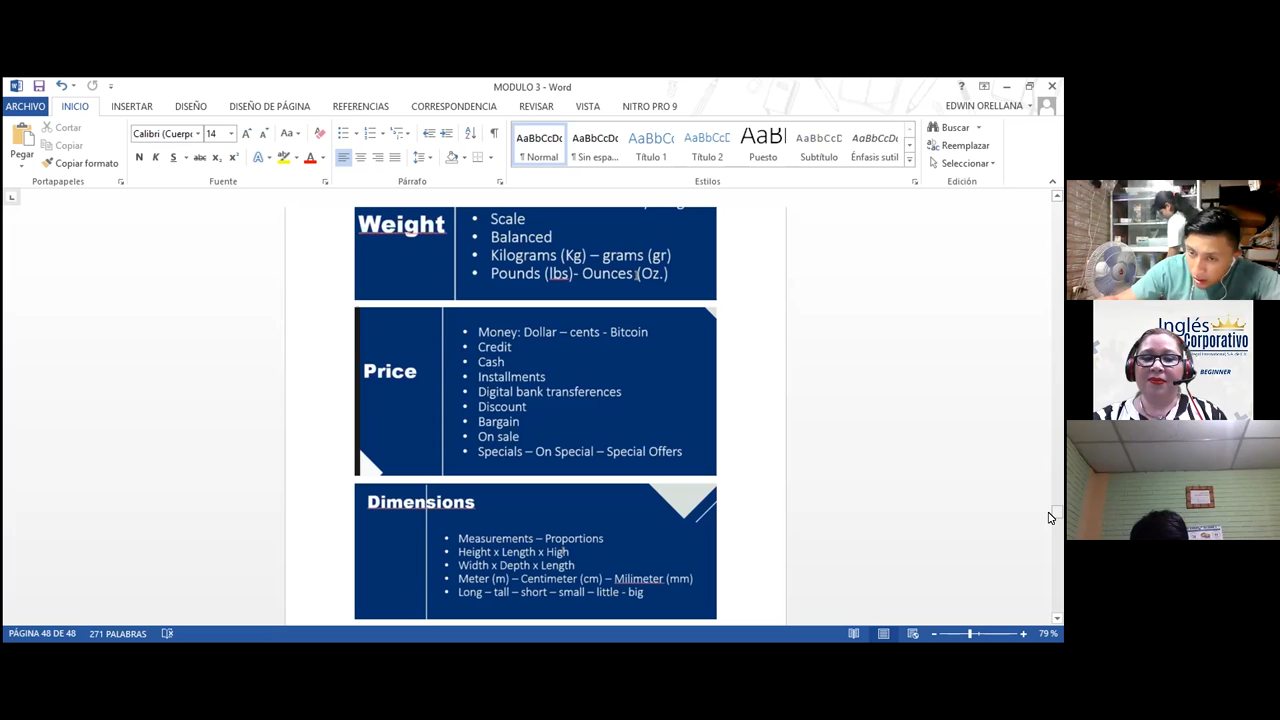 MODULO 3 - Word
ARCHIVO INICIO INSERTAR DISEÑO DISEÑO DE PÁGINA REFERENCIAS CORRESPONDENCIA REVISAR VISTA NITRO PRO 9 EDWIN ORELLANA
Pegar
Cortar
Copiar
Copiar formato
Portapapeles
Calibri (Cuerpo 14
Fuente
Párrafo
AaBbCcDc AaBbCcDc AaBbC AaBbCcD AaBl AaBbCcD AaBbCcDc
¶ Normal ¶ Sin espa... Título 1 Título 2 Puesto Subtítulo Énfasis sutil
Estilos
Buscar
Reemplazar
Seleccionar
Edición
Weight
• Scale
• Balanced
• Kilograms (Kg) – grams (gr)
• Pounds (lbs)- Ounces (Oz.)
Price
• Money: Dollar – cents - Bitcoin
• Credit
• Cash
• Installments
• Digital bank transferences
• Discount
• Bargain
• On sale
• Specials – On Special – Special Offers
Dimensions
• Measurements – Proportions
• Height x Length x High
• Width x Depth x Length
• Meter (m) – Centimeter (cm) – Milimeter (mm)
• Long – tall – short – small – little - big
PÁGINA 48 DE 48 271 PALABRAS 79 %
Inglés
Corporativo
BEGINNER